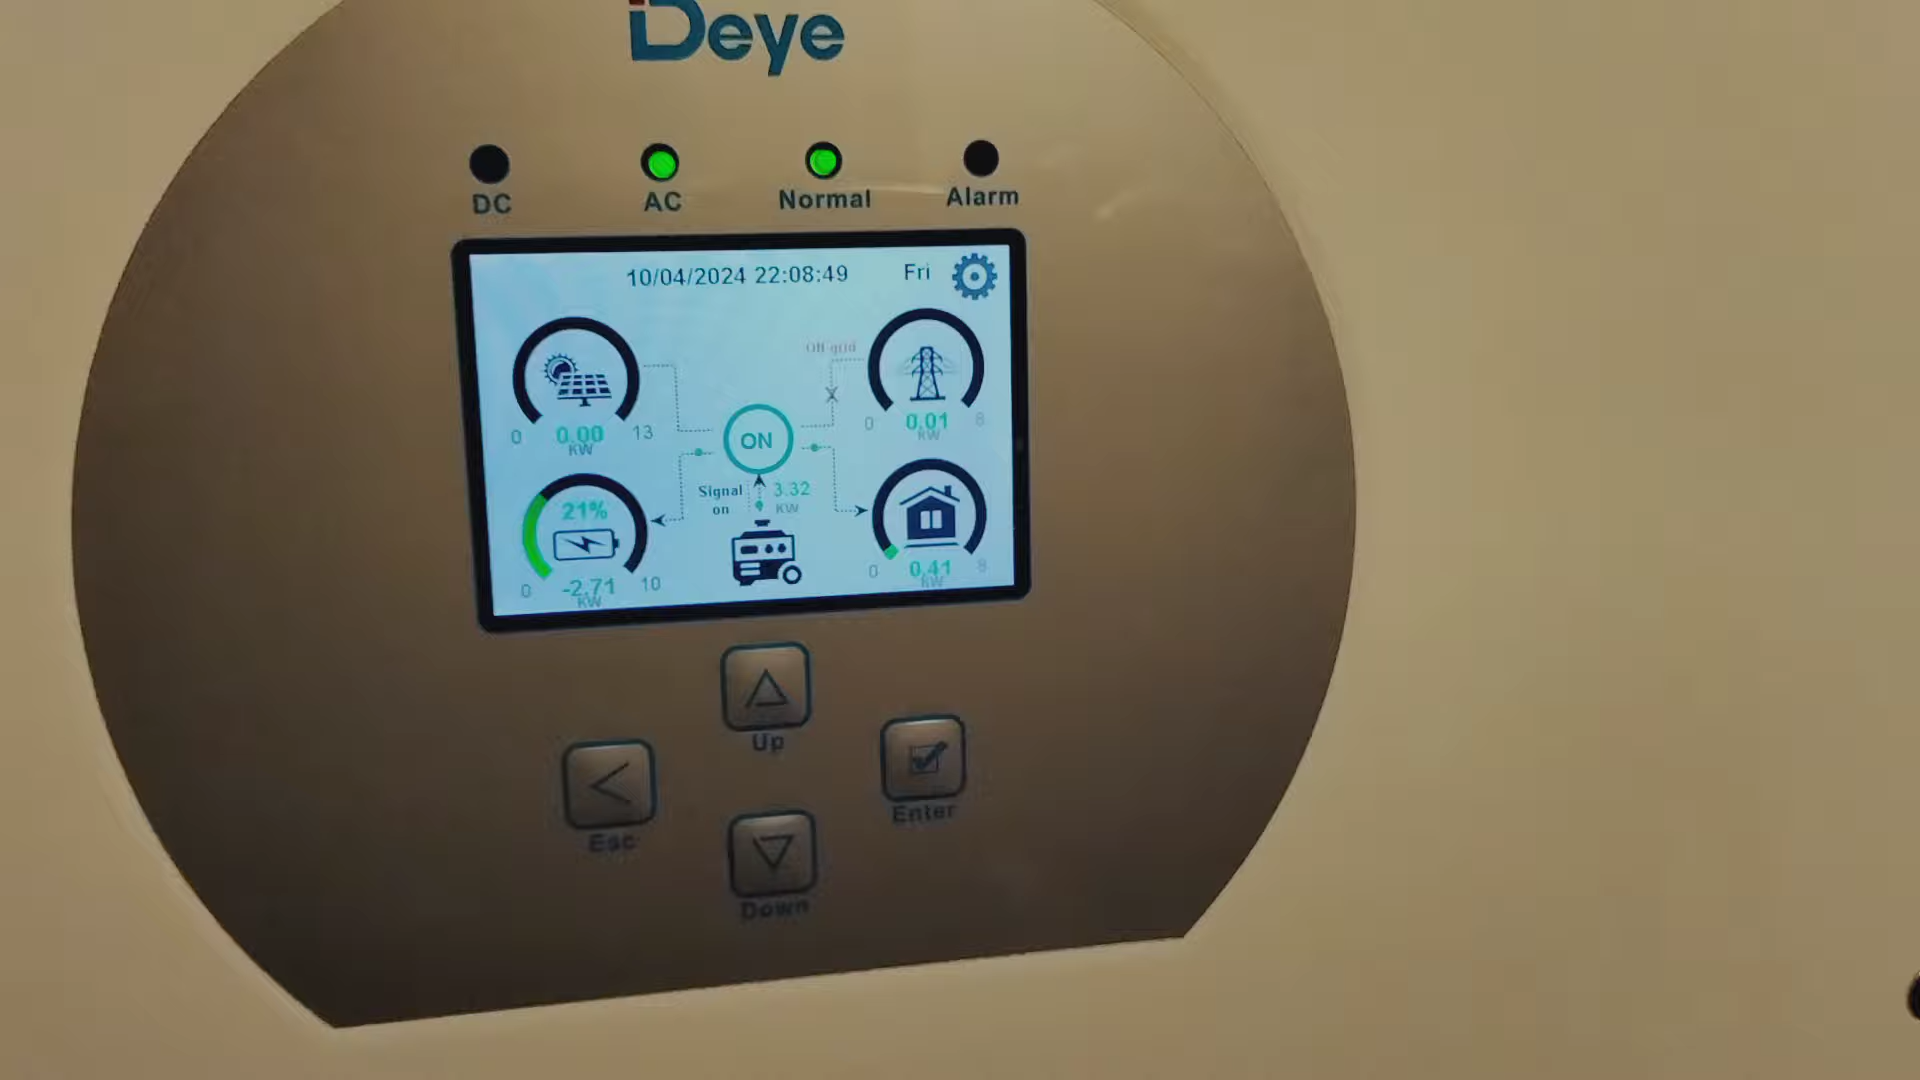 Deye
DC AC Normal Alarm
10/04/2024 22:08:49 Fri
Off-grid
0 0.00 13
KW
0 0.01 8
KW
ON
Signal
on
3.32
KW
21%
0 -2.71 10
KW
0 0.41 8
KW
Up
Esc
Enter
Down